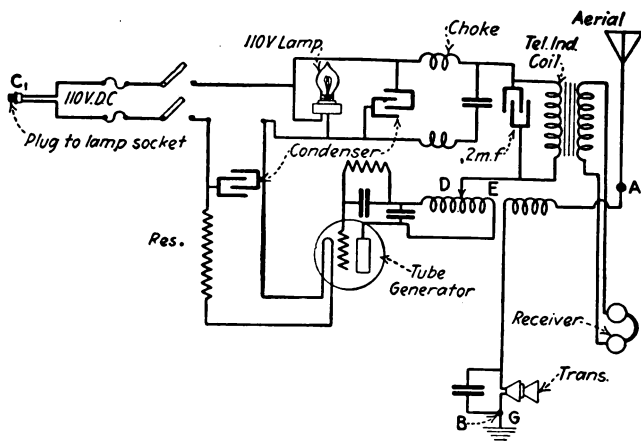 Aerial
110V Lamp
Choke
Tel. Ind.
Coil
C1
110V. DC
Plug to lamp socket
Condenser
.2m.f
D
E
A
Res.
Tube
Generator
Receiver
Trans.
B
G